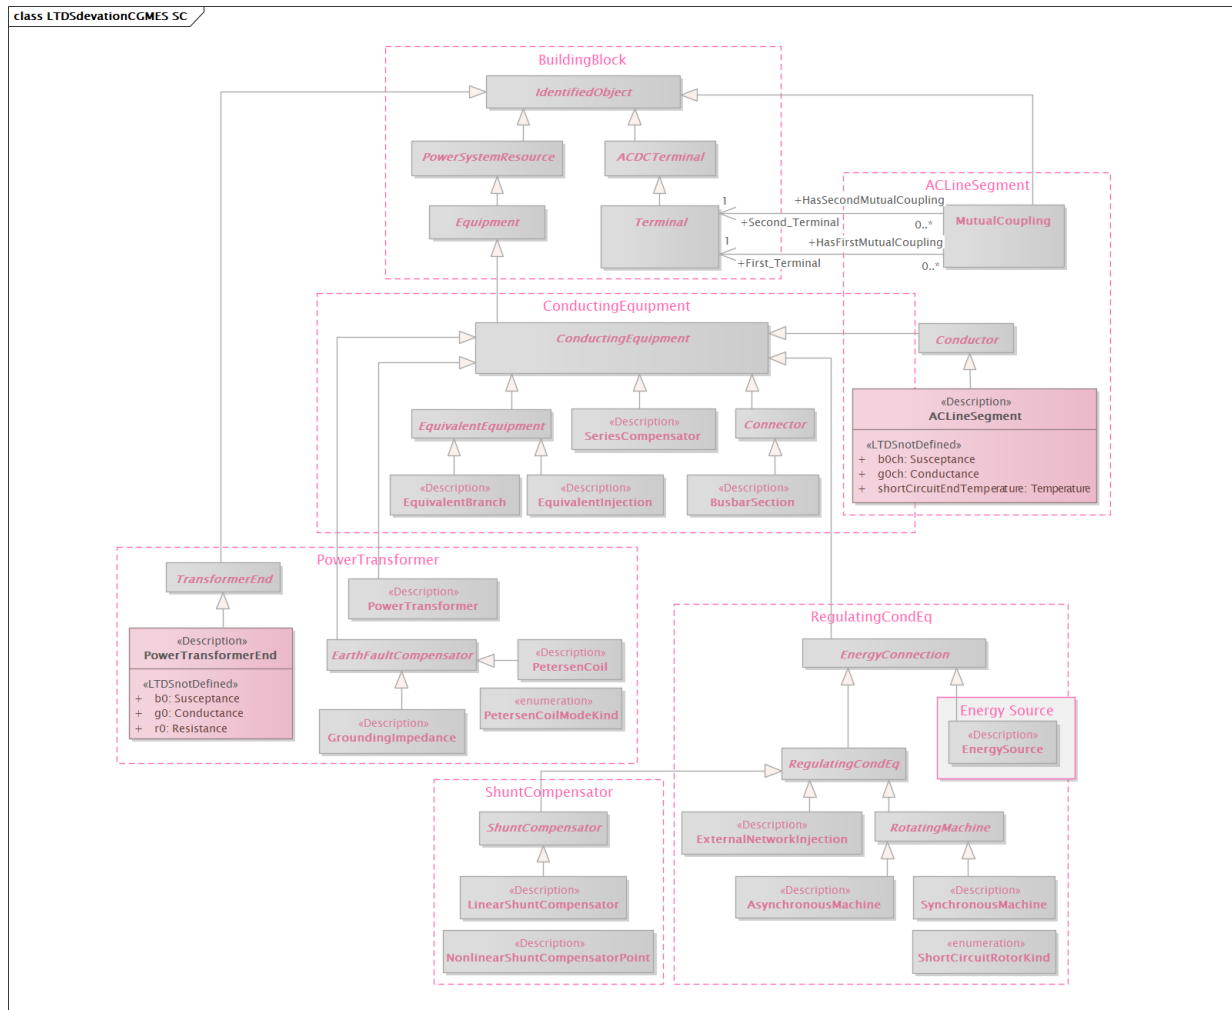 class LTDSdevationCGMES SC
BuildingBlock
IdentifiedObject
PowerSystemResource
ACDCTerminal
Equipment
Terminal
ACLineSegment
MutualCoupling
1
+HasSecondMutualCoupling
+Second_Terminal
0..*
1
+HasFirstMutualCoupling
+First_Terminal
0..*
ConductingEquipment
ConductingEquipment
Conductor
«Description»
ACLineSegment
«LTDSnotDefined»
+ b0ch: Susceptance
+ g0ch: Conductance
+ shortCircuitEndTemperature: Temperature
EquivalentEquipment
«Description»
SeriesCompensator
Connector
«Description»
EquivalentBranch
«Description»
EquivalentInjection
«Description»
BusbarSection
PowerTransformer
TransformerEnd
«Description»
PowerTransformer
«Description»
PowerTransformerEnd
«LTDSnotDefined»
+ b0: Susceptance
+ g0: Conductance
+ r0: Resistance
EarthFaultCompensator
«Description»
PetersenCoil
«enumeration»
PetersenCoilModeKind
«Description»
GroundingImpedance
RegulatingCondEq
EnergyConnection
Energy Source
«Description»
EnergySource
RegulatingCondEq
«Description»
ExternalNetworkInjection
RotatingMachine
«Description»
AsynchronousMachine
«Description»
SynchronousMachine
«enumeration»
ShortCircuitRotorKind
ShuntCompensator
ShuntCompensator
«Description»
LinearShuntCompensator
«Description»
NonlinearShuntCompensatorPoint